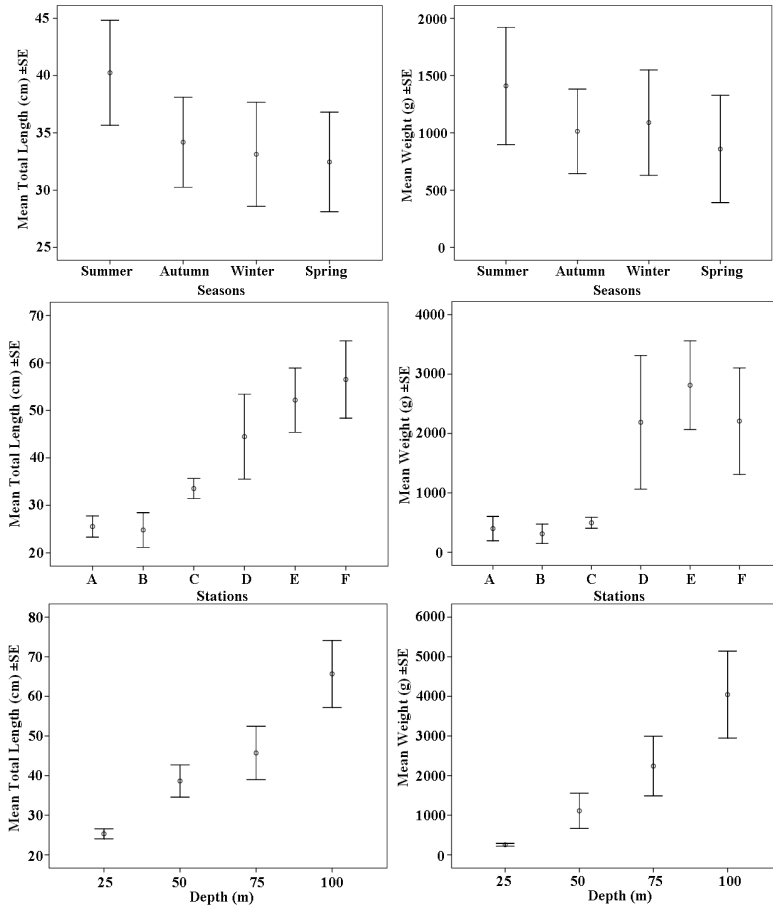 Mean Total Length (cm) ±SE
45
40
35
30
25
Summer Autumn Winter Spring
Seasons
Mean Weight (g) ±SE
2000
1500
1000
500
0
Summer Autumn Winter Spring
Seasons
Mean Total Length (cm) ±SE
70
60
50
40
30
20
A B C D E F
Stations
Mean Weight (g) ±SE
4000
3000
2000
1000
0
A B C D E F
Stations
Mean Total Length (cm) ±SE
80
70
60
50
40
30
20
25 50 75 100
Depth (m)
Mean Weight (g) ±SE
6000
5000
4000
3000
2000
1000
0
25 50 75 100
Depth (m)